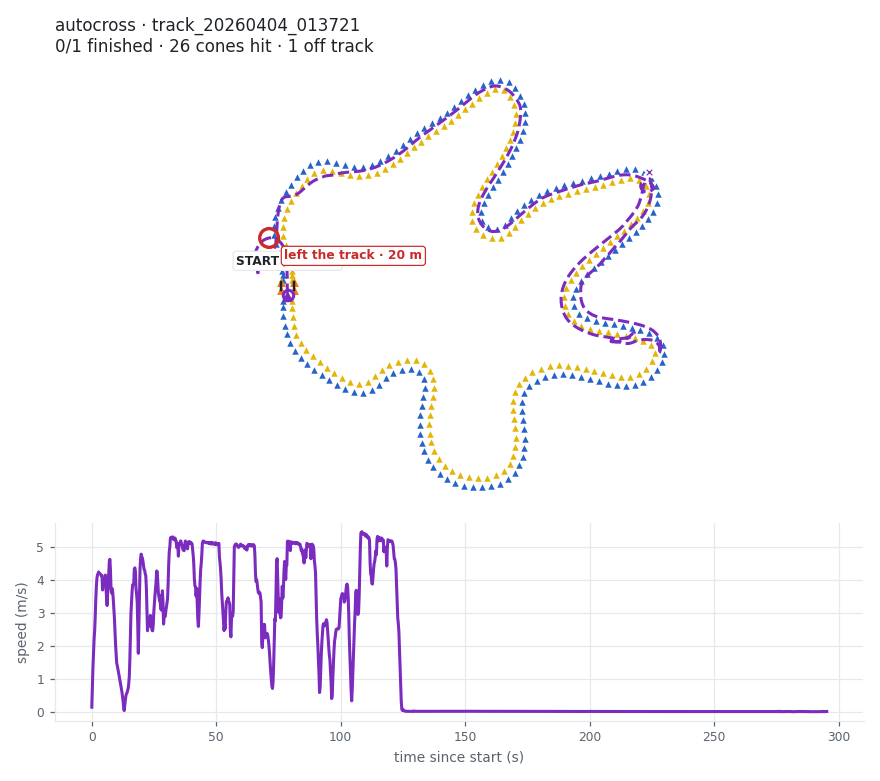 autocross · track_20260404_013721
0/1 finished · 26 cones hit · 1 off track
START
left the track · 20 m
speed (m/s)
5
4
3
2
1
0
0
50
100
150
200
250
300
time since start (s)